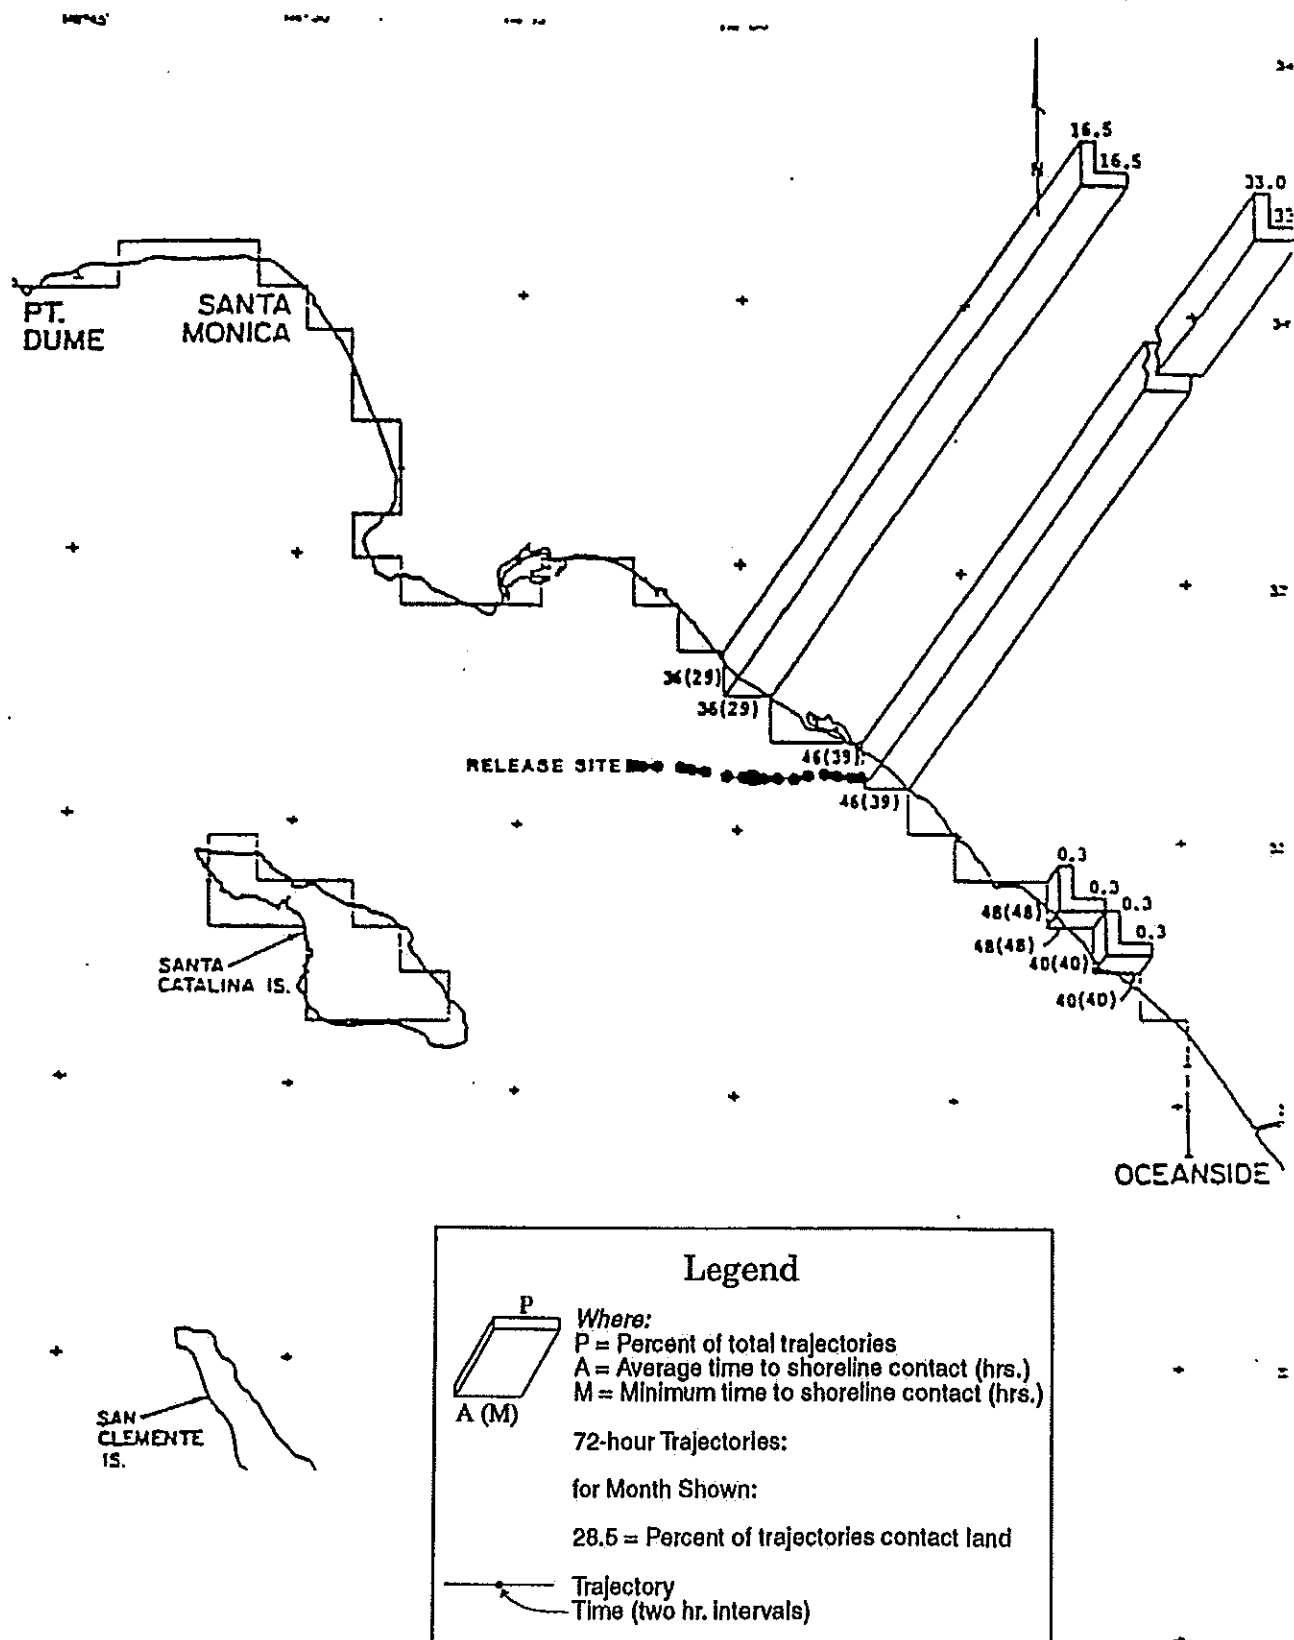 16.5
16.5
33.0
33
N
PT.
DUME
SANTA
MONICA
36(29)
36(29)
46(39)
RELEASE SITE
46(39)
0.3
0.3
0.3
0.3
48(48)
48(48)
40(40)
40(40)
SANTA
CATALINA IS.
OCEANSIDE
SAN
CLEMENTE
IS.
Legend
P
A (M)
Where:
P = Percent of total trajectories
A = Average time to shoreline contact (hrs.)
M = Minimum time to shoreline contact (hrs.)
72-hour Trajectories:
for Month Shown:
28.5 = Percent of trajectories contact land
Trajectory
Time (two hr. intervals)